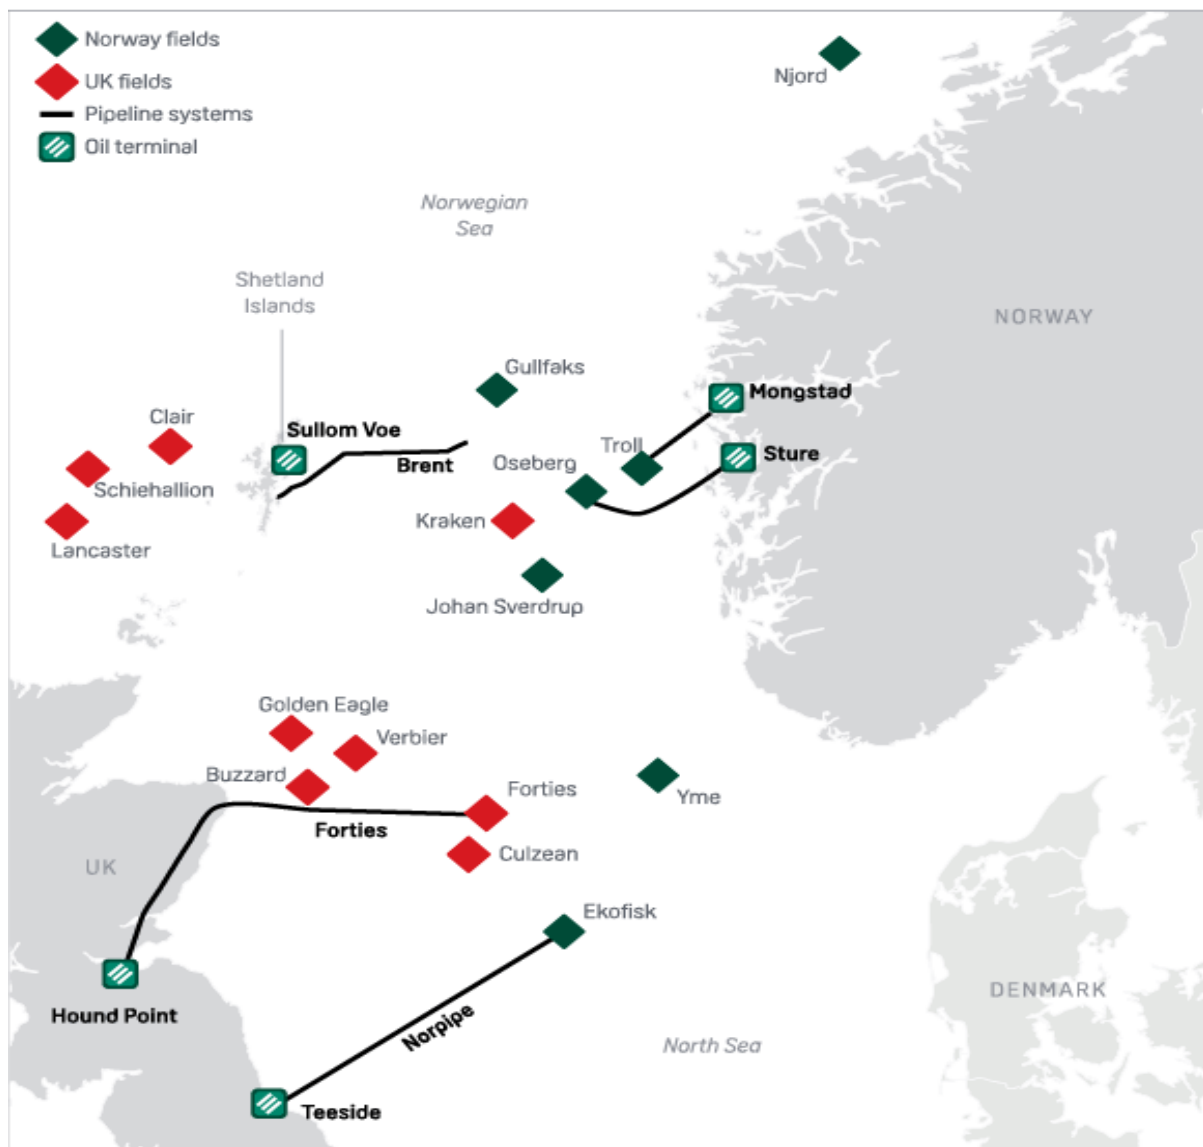 Norway fields
UK fields
Pipeline systems
Oil terminal
Njord
Norwegian
Sea
Shetland
Islands
NORWAY
Gullfaks
Mongstad
Clair
Sullom Voe
Troll
Sture
Brent
Oseberg
Schiehallion
Kraken
Lancaster
Johan Sverdrup
Golden Eagle
Verbier
Buzzard
Forties
Yme
Forties
Culzean
UK
Ekofisk
DENMARK
Hound Point
Norpipe
North Sea
Teeside